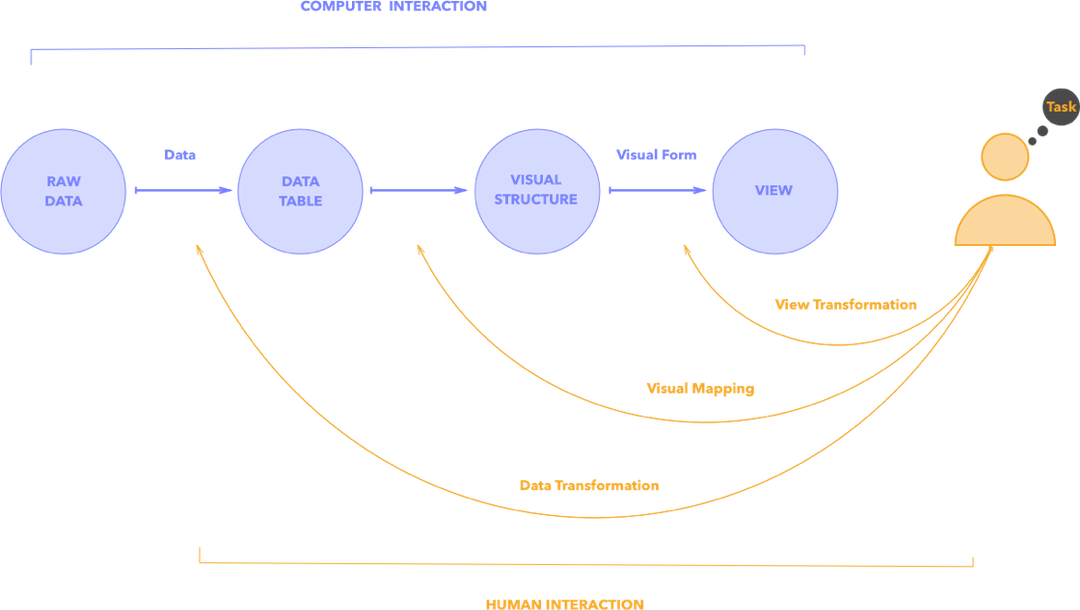 COMPUTER INTERACTION
Task
Data
Visual Form
RAW
DATA
DATA
TABLE
VISUAL
STRUCTURE
VIEW
View Transformation
Visual Mapping
Data Transformation
HUMAN INTERACTION